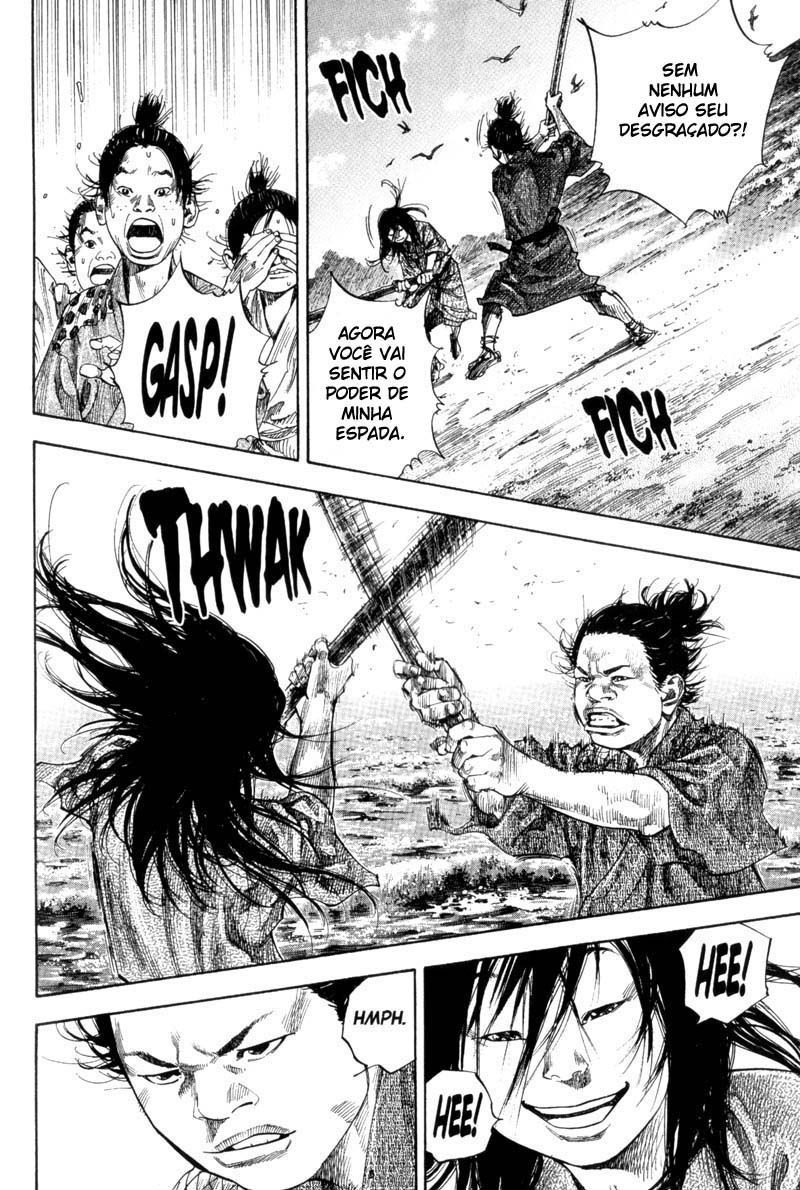 SEM
NENHUM
AVISO SEU
DESGRAÇADO?!
FICH
AGORA
VOCÊ VAI
SENTIR O
PODER DE
MINHA
ESPADA.
FICH
GASP!
THWAK
HEE!
HEE!
HMPH.